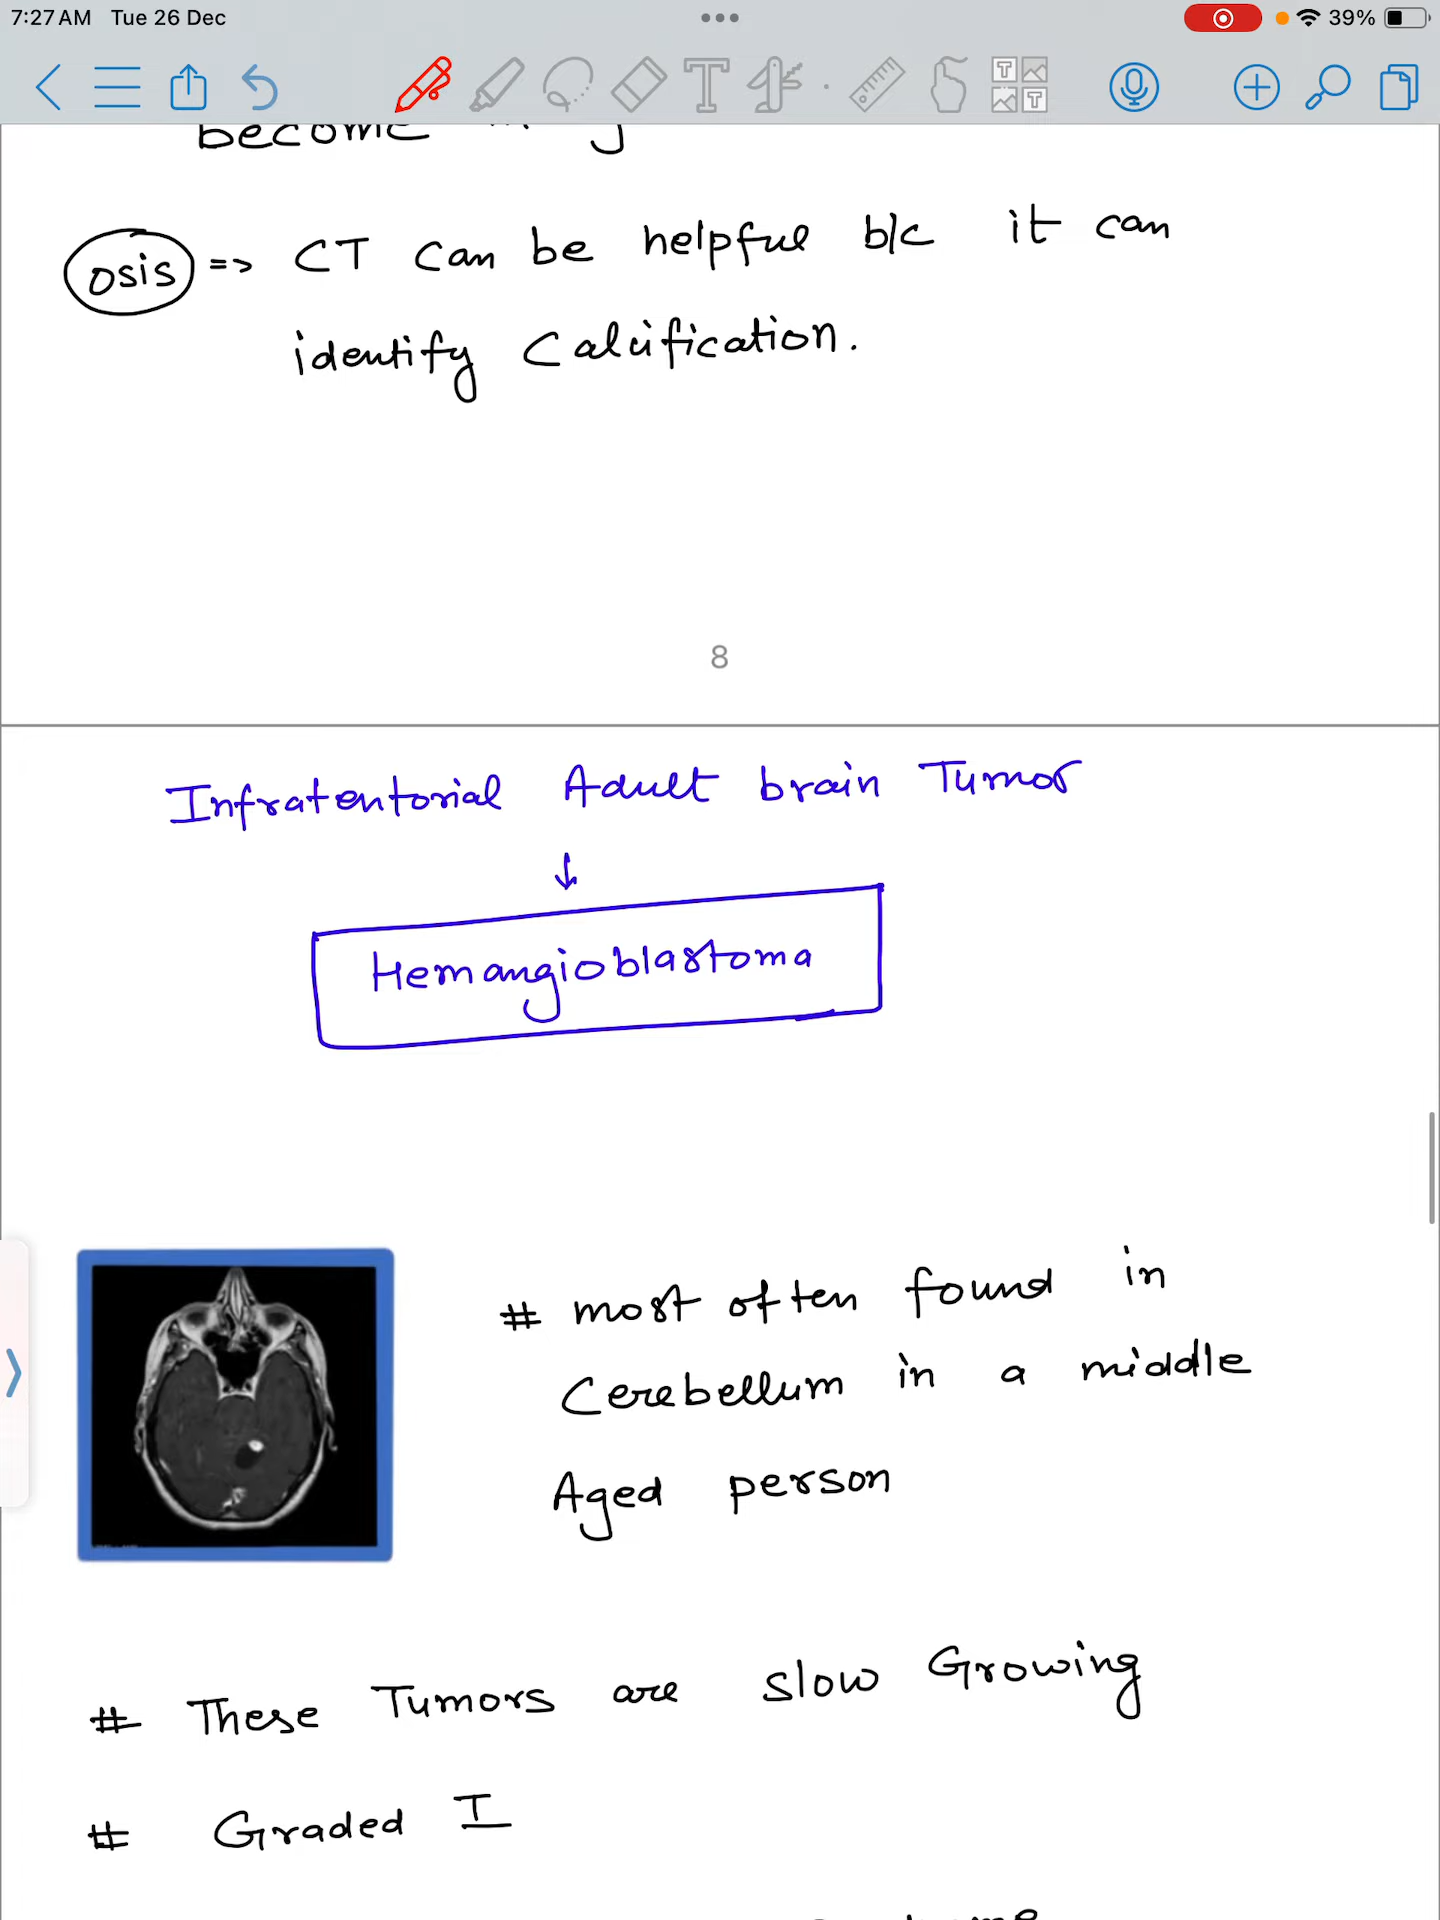 7:27 AM Tue 26 Dec
39%
become
osis => CT can be helpful b/c it can
identify Calcification.
8
Infratentorial Adult brain Tumor
↓
Hemangioblastoma
# most often found in
Cerebellum in a middle
Aged person
# These Tumors are slow Growing
# Graded I